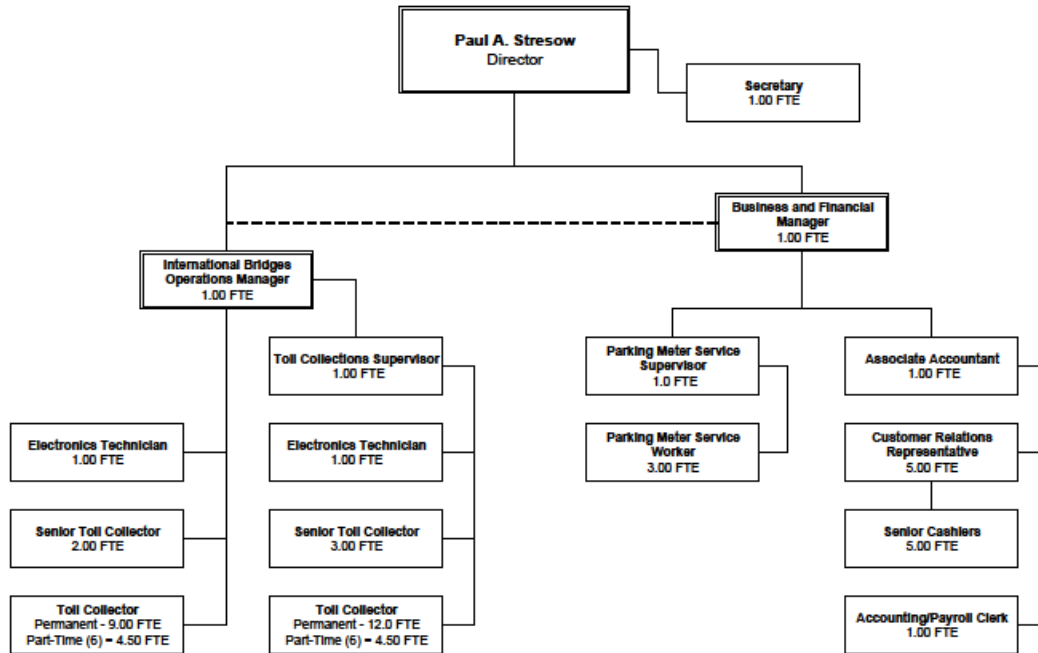 Paul A. Stresow
Director
Secretary
1.00 FTE
Business and Financial
Manager
1.00 FTE
International Bridges
Operations Manager
1.00 FTE
Toll Collections Supervisor
1.00 FTE
Parking Meter Service
Supervisor
1.0 FTE
Associate Accountant
1.00 FTE
Electronics Technician
1.00 FTE
Electronics Technician
1.00 FTE
Parking Meter Service
Worker
3.00 FTE
Customer Relations
Representative
5.00 FTE
Senior Toll Collector
2.00 FTE
Senior Toll Collector
3.00 FTE
Senior Cashiers
5.00 FTE
Toll Collector
Permanent - 9.00 FTE
Part-Time (6) = 4.50 FTE
Toll Collector
Permanent - 12.0 FTE
Part-Time (6) = 4.50 FTE
Accounting/Payroll Clerk
1.00 FTE